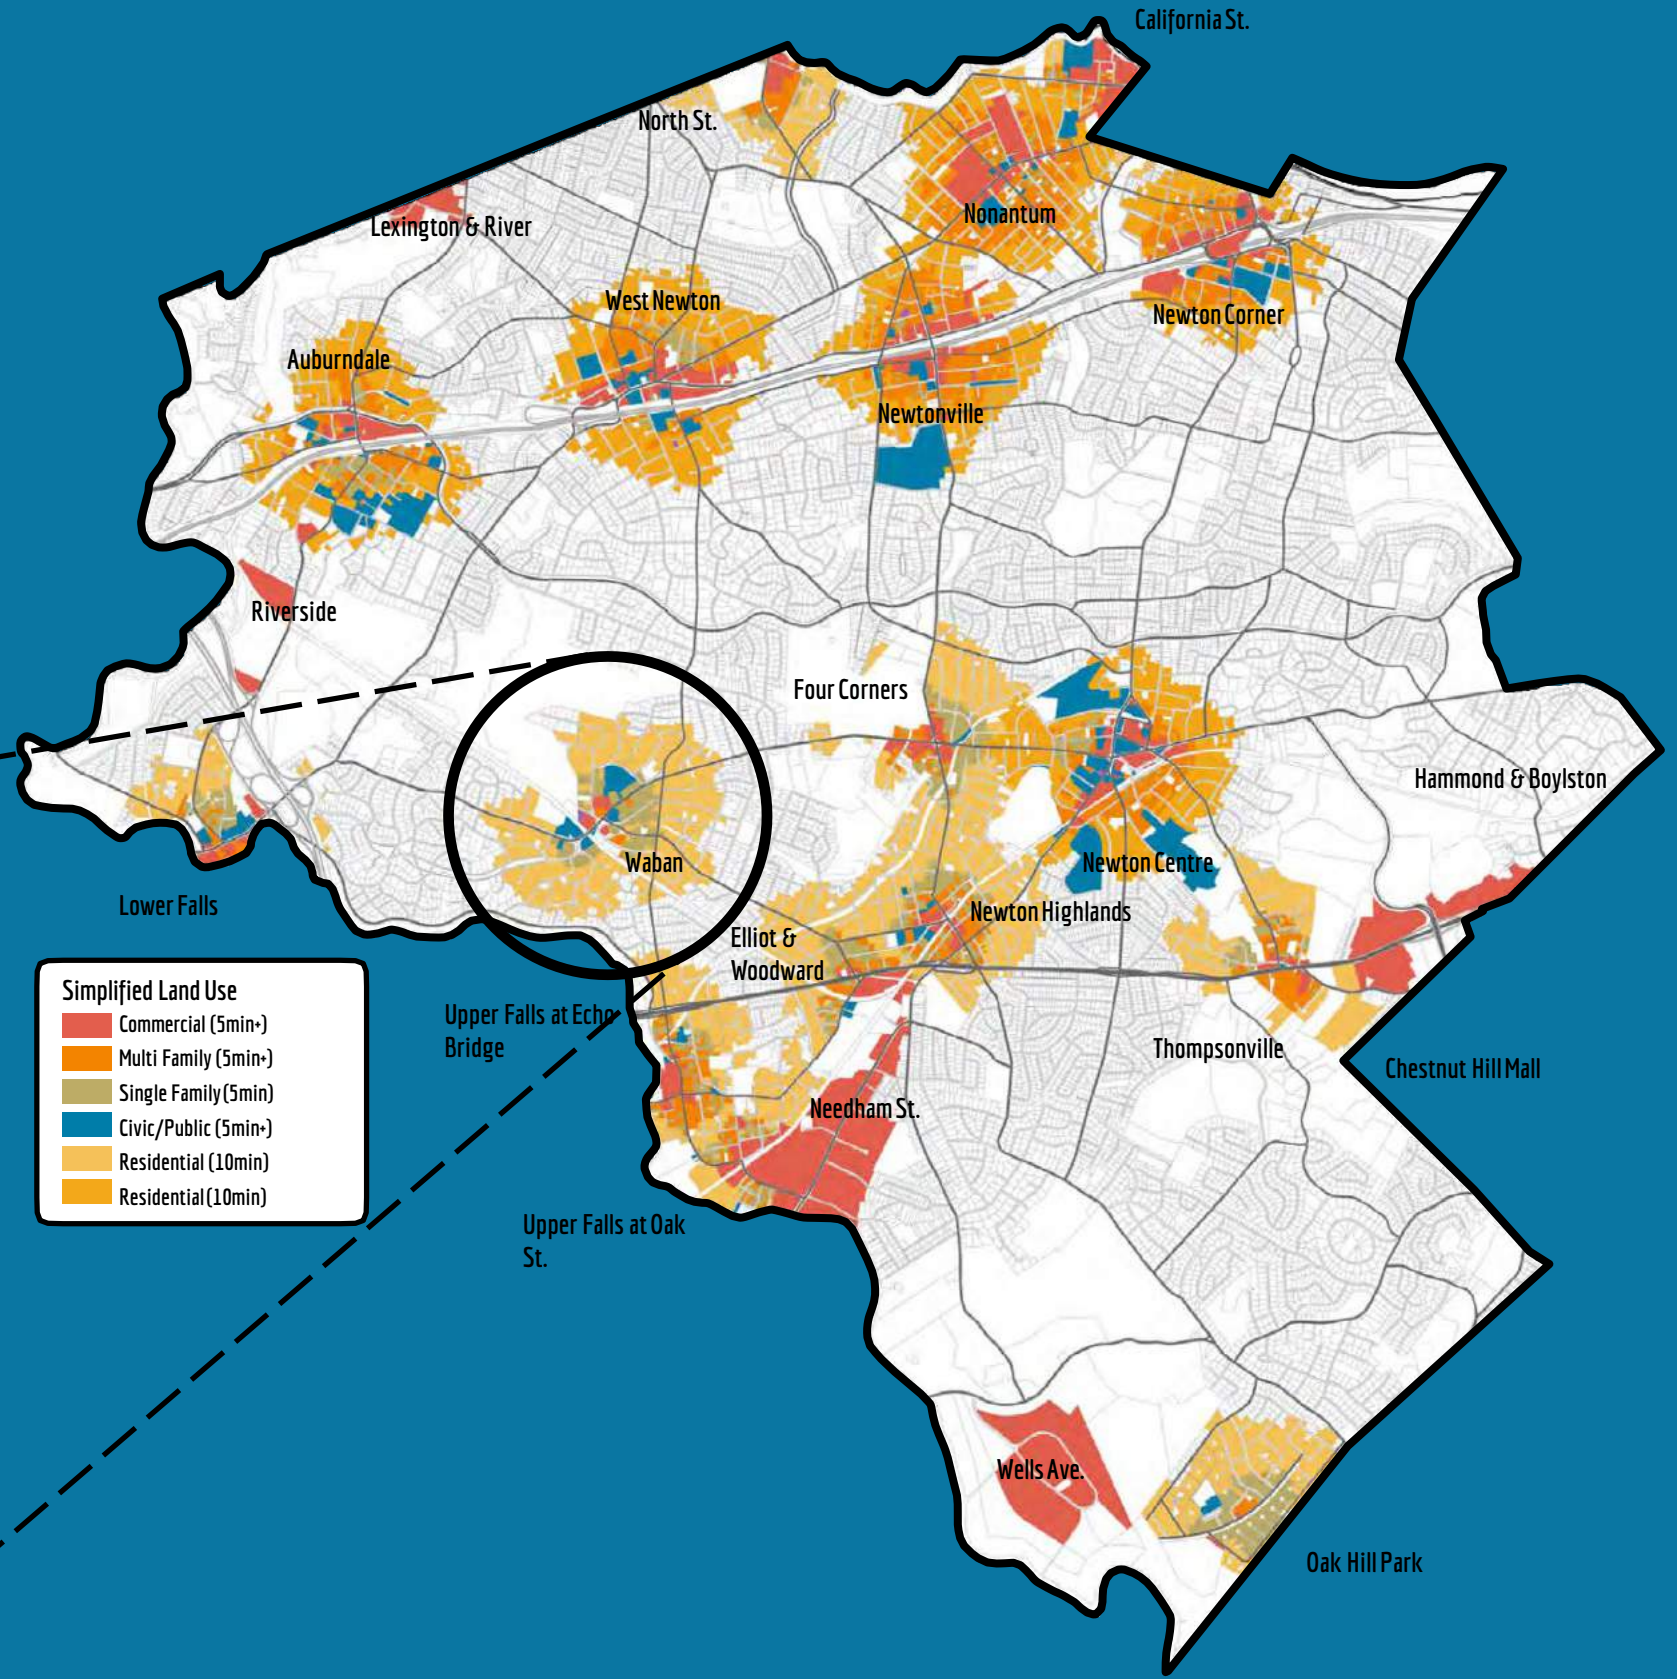 California St.
North St.
Lexington & River
Nonantum
West Newton
Newton Corner
Auburndale
Newtonville
Riverside
Four Corners
Hammond & Boylston
Waban
Newton Centre
Lower Falls
Newton Highlands
Elliot &
Woodward
Upper Falls at Echo
Bridge
Thompsonville
Chestnut Hill Mall
Needham St.
Upper Falls at Oak
St.
Wells Ave.
Oak Hill Park
Simplified Land Use
Commercial (5min+)
Multi Family (5min+)
Single Family (5min)
Civic/Public (5min+)
Residential (10min)
Residential (10min)